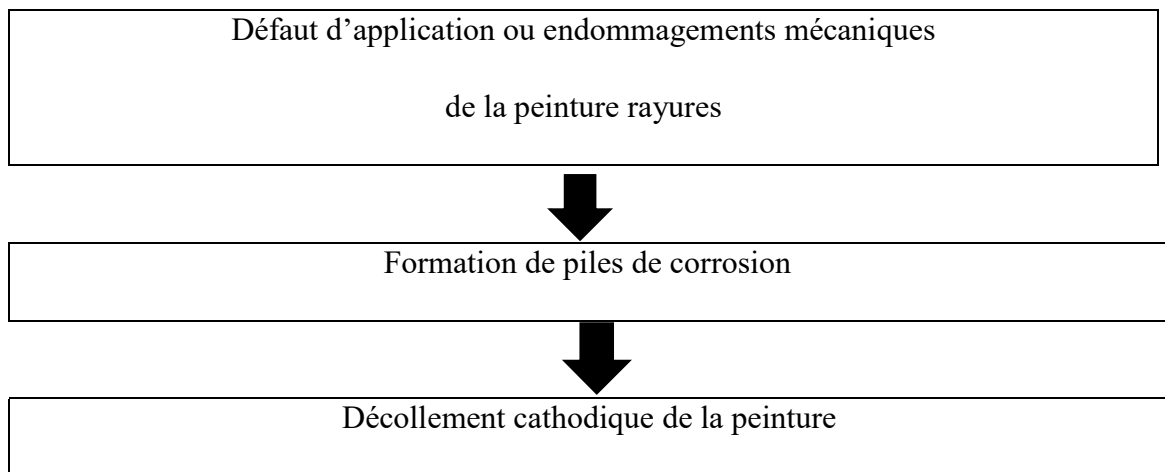 Défaut d’application ou endommagements mécaniques
de la peinture rayures
Formation de piles de corrosion
Décollement cathodique de la peinture